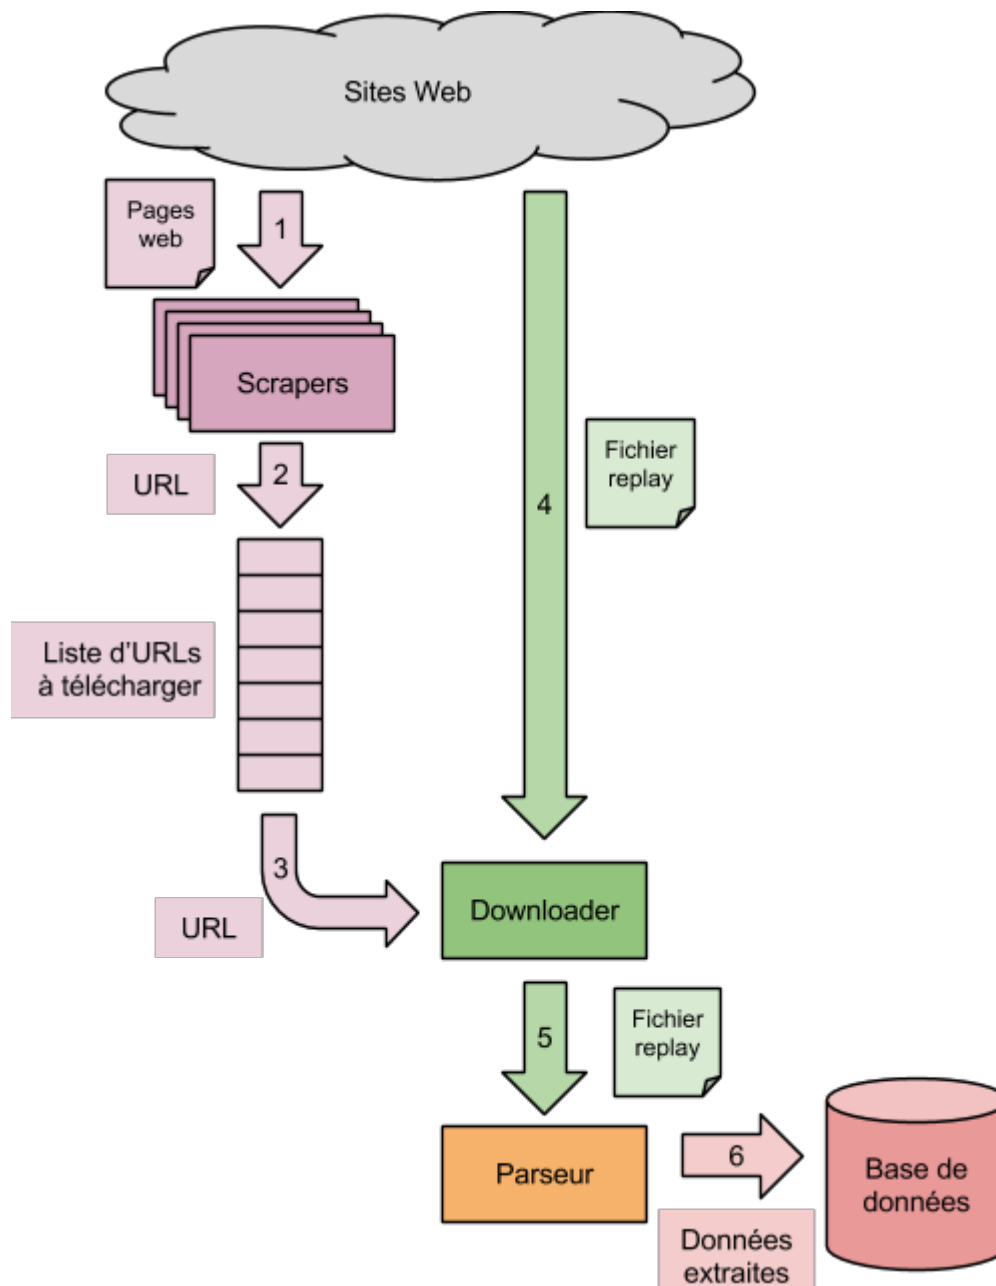 Sites Web
Pages
web
1
Scrapers
URL
2
Liste d'URLs
à télécharger
3
URL
4
Fichier
replay
Downloader
5
Fichier
replay
Parseur
6
Données
extraites
Base de
données